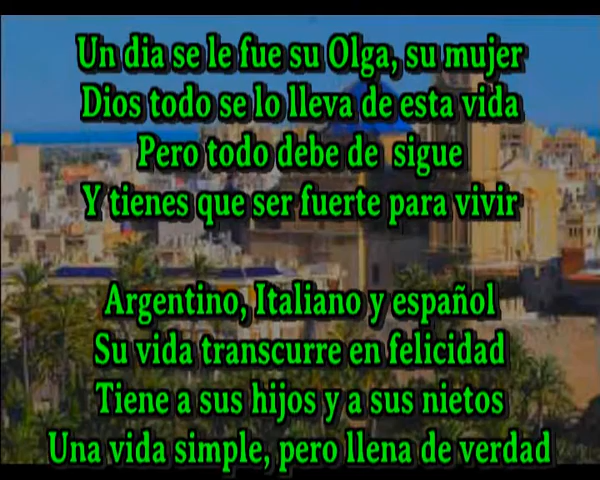 Un dia se le fue su Olga, su mujer
Dios todo se lo lleva de esta vida
Pero todo debe de sigue
Y tienes que ser fuerte para vivir
Argentino, Italiano y español
Su vida transcurre en felicidad
Tiene a sus hijos y a sus nietos
Una vida simple, pero llena de verdad